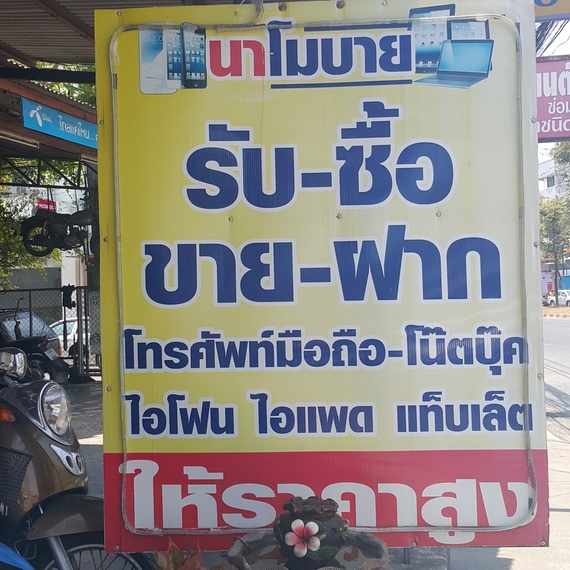 นาโมบาย
รับ-ซื้อ
ขาย-ฝาก
โทรศัพท์มือถือ-โน๊ตบุ๊ค
ไอโฟน ไอแพด แท็บเล็ต
ให้ราคาสูง